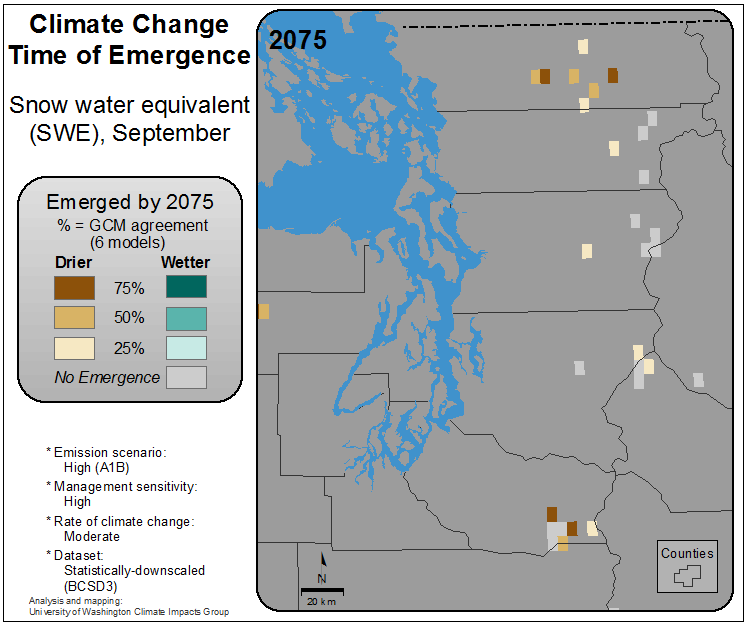 Climate Change
Time of Emergence
Snow water equivalent
(SWE), September
Emerged by 2075
% = GCM agreement
(6 models)
Drier Wetter
75%
50%
25%
No Emergence
* Emission scenario:
High (A1B)
* Management sensitivity:
High
* Rate of climate change:
Moderate
* Dataset:
Statistically-downscaled
(BCSD3)
Analysis and mapping:
University of Washington Climate Impacts Group
2075
N
20 km
Counties